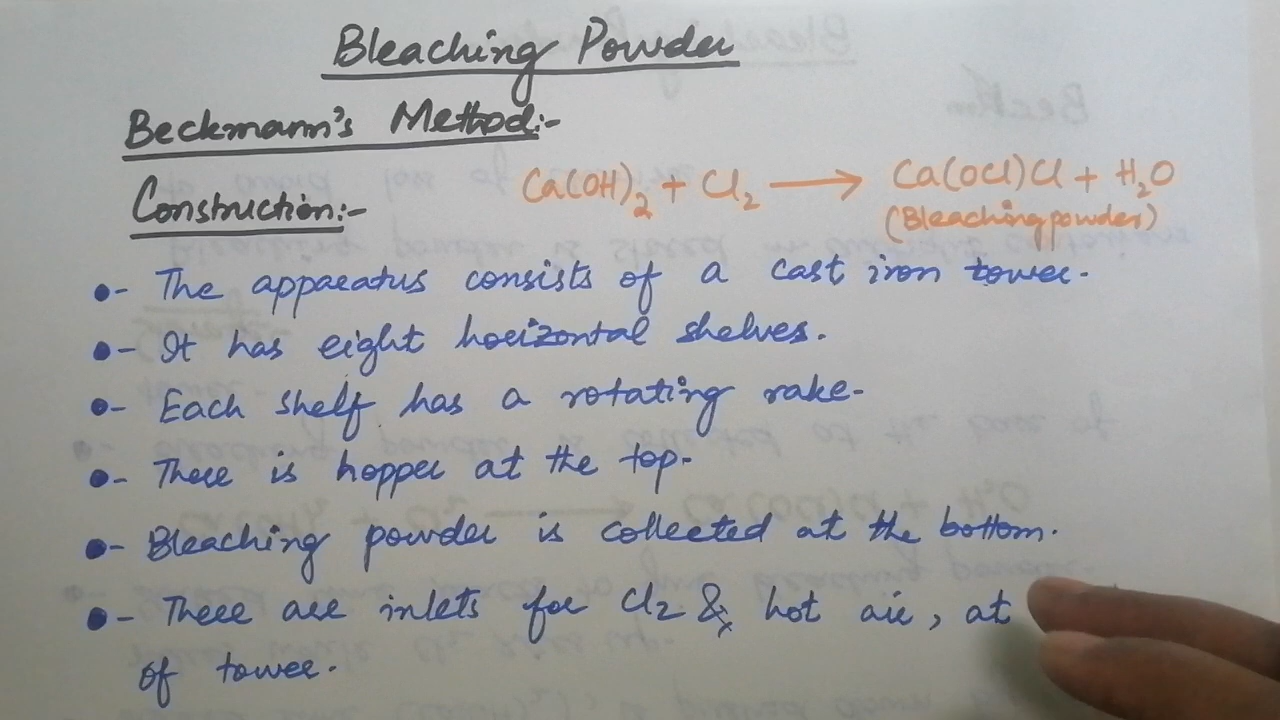 Bleaching Powder
Beckmann's Method:-
Construction:-
Ca(OH)₂ + Cl₂ ⟶ Ca(OCl)Cl + H₂O
(Bleaching powder)
●- The apparatus consists of a cast iron tower.
●- It has eight horizontal shelves.
●- Each shelf has a rotating rake.
●- There is hopper at the top.
●- Bleaching powder is collected at the bottom.
●- There are inlets for Cl₂ & hot air, at
of tower.